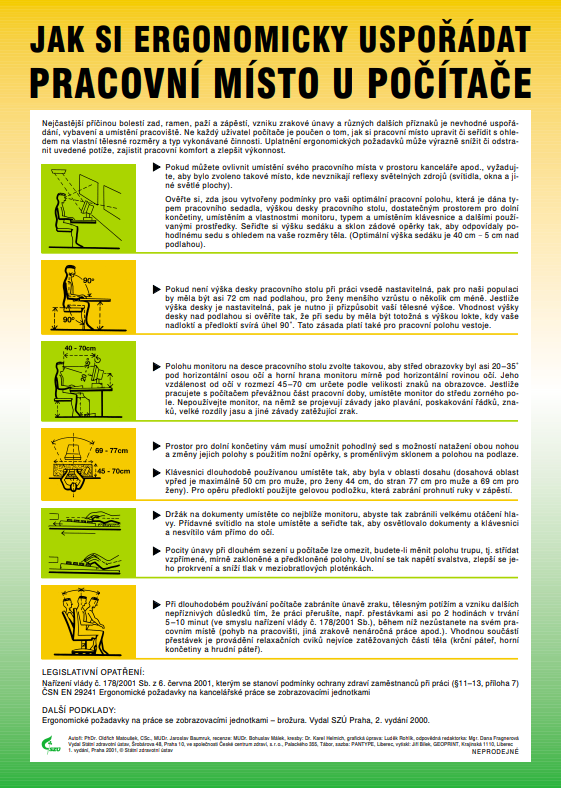 JAK SI ERGONOMICKY USPOŘÁDAT
PRACOVNÍ MÍSTO U POČÍTAČE
Nejčastější příčinou bolestí zad, ramen, paží a zápěstí, vzniku zrakové únavy a různých dalších příznaků je nevhodné uspořá-
dání, vybavení a umístění pracoviště. Ne každý uživatel počítače je poučen o tom, jak si pracovní místo upravit či seřídit s ohle-
dem na vlastní tělesné rozměry a typ vykonávané činnosti. Uplatnění ergonomických požadavků může výrazně snížit či odstra-
nit uvedené potíže, zajistit pracovní komfort a zlepšit výkonnost.
Pokud můžete ovlivnit umístění svého pracovního místa v prostoru kanceláře apod., vyžaduj-
te, aby bylo zvoleno takové místo, kde nevznikají reflexy světelných zdrojů (svítidla, okna a ji-
né světlé plochy).
Ověřte si, zda jsou vytvořeny podmínky pro vaši optimální pracovní polohu, která je dána ty-
pem pracovního sedadla, výškou desky pracovního stolu, dostatečným prostorem pro dolní
končetiny, umístěním a vlastnostmi monitoru, typem a umístěním klávesnice a dalšími použí-
vanými prostředky. Seřiďte si výšku sedáku a sklon zádové opěrky tak, aby odpovídaly po-
hodlnému sedu s ohledem na vaše rozměry těla. (Optimální výška sedáku je 40 cm - 5 cm nad
podlahou).
90°
90°
Pokud není výška desky pracovního stolu při práci vsedě nastavitelná, pak pro naši populaci
by měla být asi 72 cm nad podlahou, pro ženy menšího vzrůstu o několik cm méně. Jestliže
výška desky je nastavitelná, pak je nutno ji přizpůsobit vaší tělesné výšce. Vhodnost výšky
desky nad podlahou si ověříte tak, že při sedu by měla být totožná s výškou lokte, kdy vaše
nadloktí a předloktí svírá úhel 90°. Tato zásada platí také pro pracovní polohu vestoje.
40 - 70cm
Polohu monitoru na desce pracovního stolu zvolte takovou, aby střed obrazovky byl asi 20–35°
pod horizontální osou očí a horní hrana monitoru mírně pod horizontální rovinou očí. Jeho
vzdálenost od očí v rozmezí 45–70 cm určete podle velikosti znaků na obrazovce. Jestliže
pracujete s počítačem převážnou část pracovní doby, umístěte monitor do středu zorného po-
le. Nepoužívejte monitor, na němž se projevují závady jako plavání, poskakování řádků, zna-
ků, velké rozdíly jasu a jiné závady zatěžující zrak.
69 - 77cm
45 - 70cm
Prostor pro dolní končetiny vám musí umožnit pohodlný sed s možností natažení obou nohou
a změny jejich polohy s použitím nožní opěrky, s proměnlivým sklonem a polohou na podlaze.
Klávesnici dlouhodobě používanou umístěte tak, aby byla v oblasti dosahu (dosahová oblast
vpřed je maximálně 50 cm pro muže, pro ženy 44 cm, do stran 77 cm pro muže a 69 cm pro
ženy). Pro opěru předloktí použijte gelovou podložku, která zabrání prohnutí ruky v zápěstí.
Držák na dokumenty umístěte co nejblíže monitoru, abyste tak zabránili velkému otáčení hla-
vy. Přídavné svítidlo na stole umístěte a seřiďte tak, aby osvětlovalo dokumenty a klávesnici
a nesvítilo vám přímo do očí.
Pocity únavy při dlouhém sezení u počítače lze omezit, budete-li měnit polohu trupu, tj. střídat
vzpřímené, mírně zakloněné a předkloněné polohy. Uvolní se tak napětí svalstva, zlepší se je-
ho prokrvení a sníží tlak v meziobratlových ploténkách.
Při dlouhodobém používání počítače zabráníte únavě zraku, tělesným potížím a vzniku dalších
nepříznivých důsledků tím, že práci přerušíte, např. přestávkami asi po 2 hodinách v trvání
5–10 minut (ve smyslu nařízení vlády č. 178/2001 Sb.), během níž nezůstanete na svém pra-
covním místě (pohyb na pracovišti, jiná zrakově nenáročná práce apod.). Vhodnou součástí
přestávek je provádění relaxačních cviků nejvíce zatěžovaných částí těla (krční páteř, horní
končetiny a hrudní páteř).
LEGISLATIVNÍ OPATŘENÍ:
Nařízení vlády č. 178/2001 Sb. z 6. června 2001, kterým se stanoví podmínky ochrany zdraví zaměstnanců při práci (§11–13, příloha 7)
ČSN EN 29241 Ergonomické požadavky na kancelářské práce se zobrazovacími jednotkami
DALŠÍ PODKLADY:
Ergonomické požadavky na práce se zobrazovacími jednotkami – brožura. Vydal SZÚ Praha, 2. vydání 2000.
Autoři: PhDr. Oldřich Matoušek, CSc., MUDr. Jaroslav Baumruk, recenze: MUDr. Bohuslav Málek, kresby: Dr. Karel Helmich, grafická úprava: Luděk Rohlík, odpovědná redaktorka: Mgr. Dana Fragnerová
Vydal Státní zdravotní ústav, Šrobárova 48, Praha 10, ve společnosti České centrum zdraví, s r.o., Palackého 355, Tábor, sazba: PANTYPE, Liberec, vytiskl: Jiří Bílek, GEOPRINT, Krajinská 1110, Liberec
1. vydání, Praha 2001, © Státní zdravotní ústav
NEPRODEJNÉ